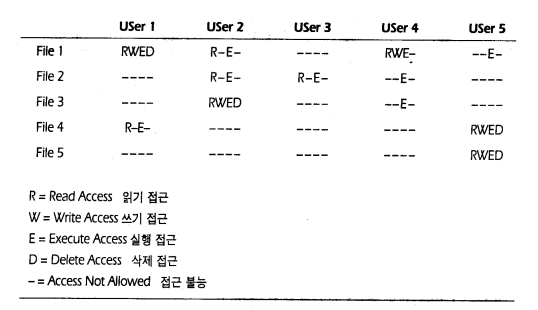 USer 1 USer 2 USer 3 USer 4 USer 5
File 1 RWED R-E- ---- RWE- --E-
File 2 ---- R-E- R-E- --E- ----
File 3 ---- RWED ---- --E- ----
File 4 R-E- ---- ---- ---- RWED
File 5 ---- ---- ---- ---- RWED
R = Read Access 읽기 접근
W = Write Access 쓰기 접근
E = Execute Access 실행 접근
D = Delete Access 삭제 접근
- = Access Not Allowed 접근 불능